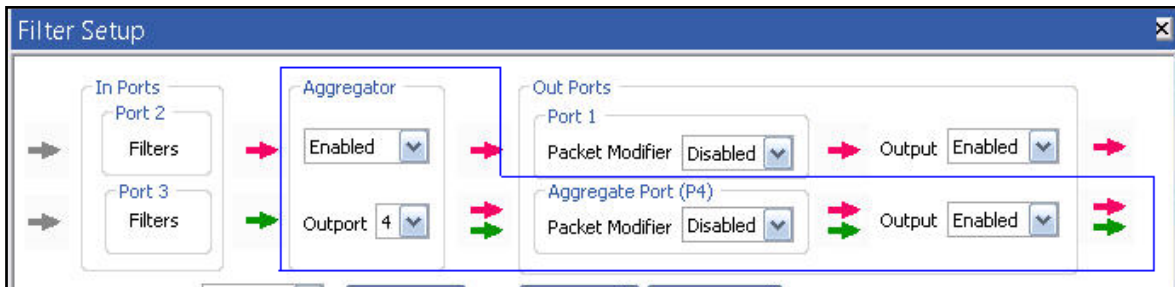 Filter Setup
In Ports
Aggregator
Out Ports
Port 2
Port 1
Filters
Enabled
Packet Modifier Disabled
Output Enabled
Port 3
Aggregate Port (P4)
Filters
Outport 4
Packet Modifier Disabled
Output Enabled